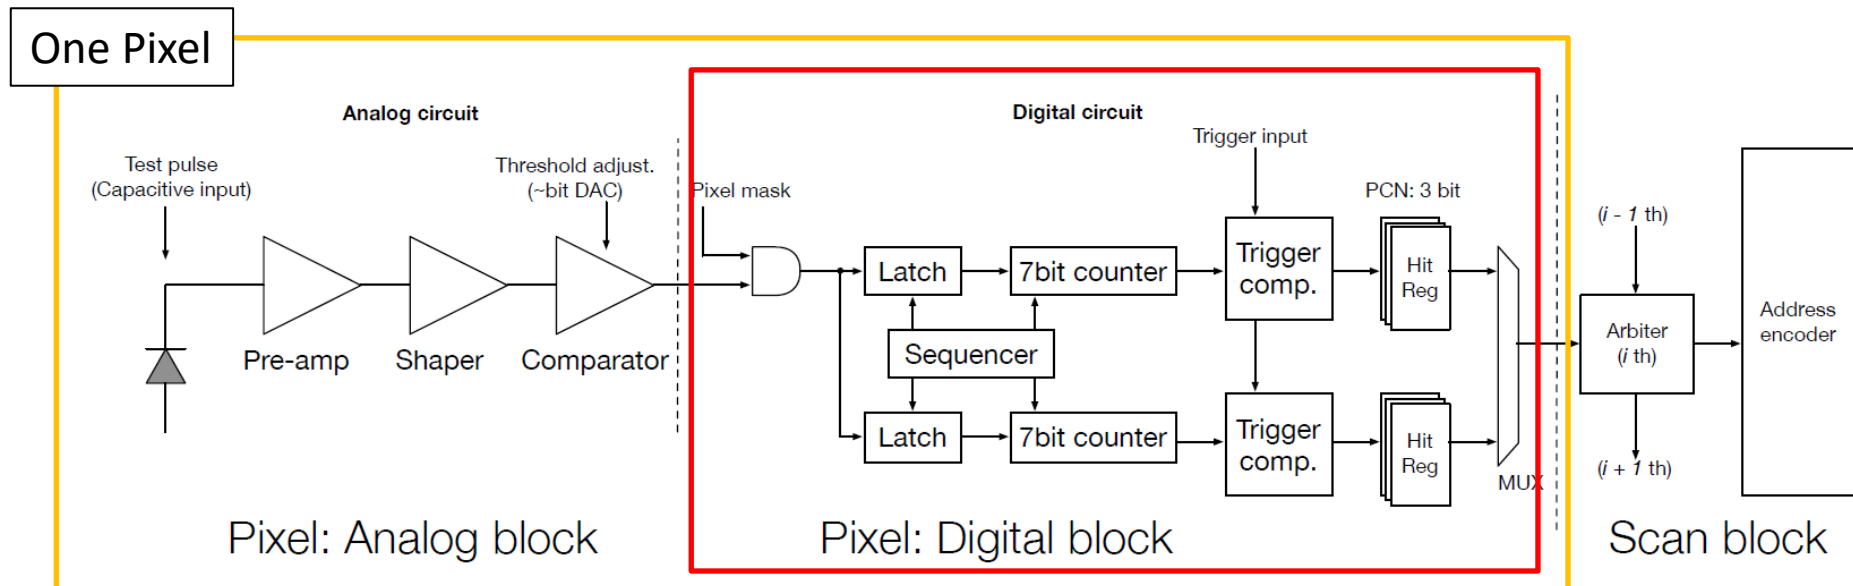 One Pixel
Analog circuit
Digital circuit
Test pulse
(Capacitive input)
Threshold adjust.
(~bit DAC)
Pixel mask
Trigger input
PCN: 3 bit
(i - 1 th)
Pre-amp
Shaper
Comparator
Latch
7bit counter
Trigger
comp.
Hit
Reg
Sequencer
Latch
7bit counter
Trigger
comp.
Hit
Reg
MUX
Arbiter
(i th)
(i + 1 th)
Address
encoder
Pixel: Analog block
Pixel: Digital block
Scan block